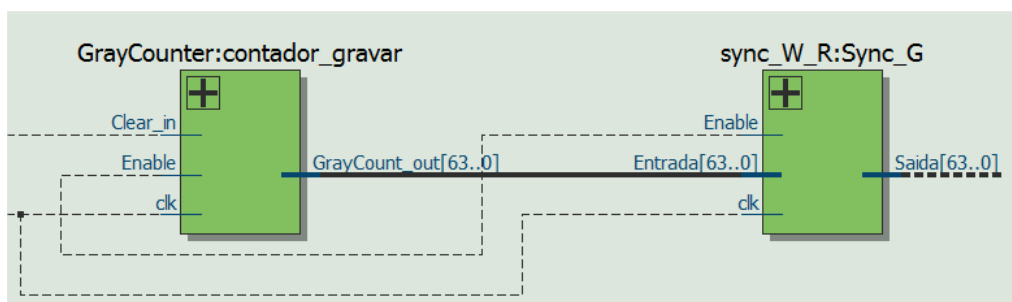 GrayCounter:contador_gravar
sync_W_R:Sync_G
Clear_in
Enable
Enable
GrayCount_out[63..0]
Entrada[63..0]
Saida[63..0]
clk
clk